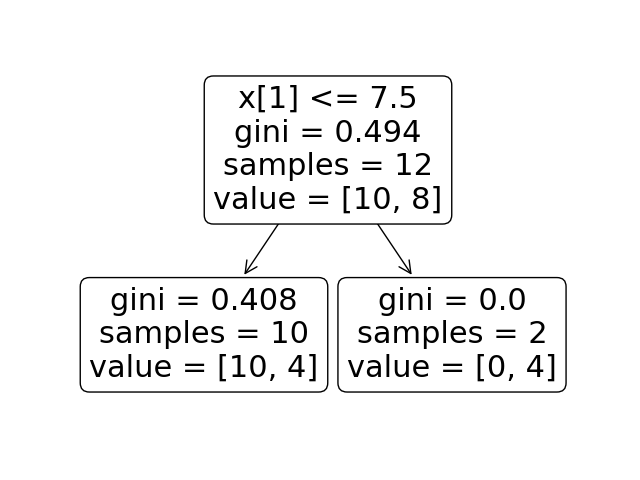 x[1] <= 7.5
gini = 0.494
samples = 12
value = [10, 8]
gini = 0.408
samples = 10
value = [10, 4]
gini = 0.0
samples = 2
value = [0, 4]